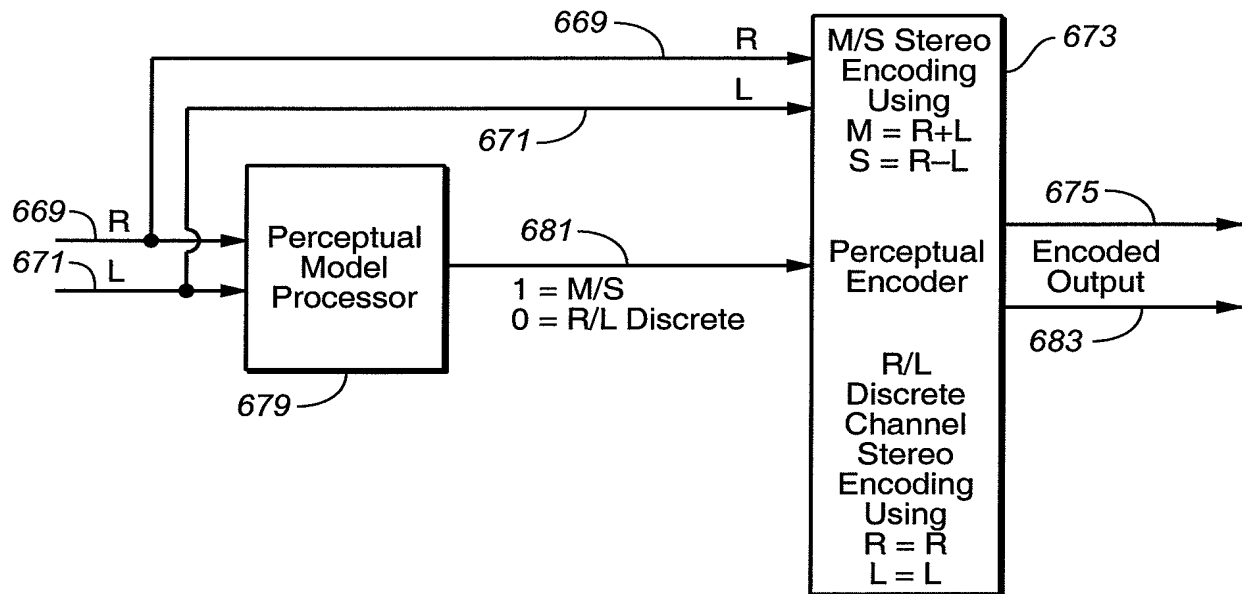 669
R
669
R
L
671
671
L
Perceptual
Model
Processor
679
681
1 = M/S
0 = R/L Discrete
M/S Stereo
Encoding
Using
M = R+L
S = R–L
Perceptual
Encoder
R/L
Discrete
Channel
Stereo
Encoding
Using
R = R
L = L
673
675
Encoded
Output
683